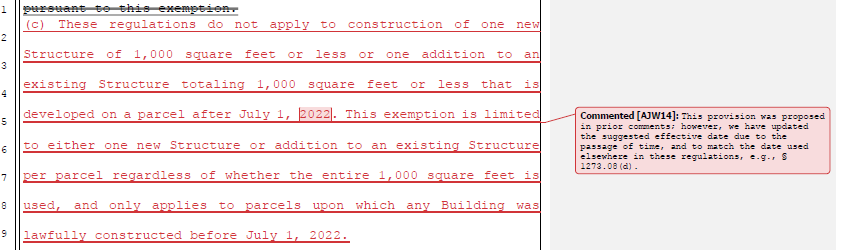 1 pursuant to this exemption.
(c) These regulations do not apply to construction of one new
2
Structure of 1,000 square feet or less or one addition to an
3
existing Structure totaling 1,000 square feet or less that is
4
developed on a parcel after July 1, 2022. This exemption is limited
5
to either one new Structure or addition to an existing Structure
6
per parcel regardless of whether the entire 1,000 square feet is
7
used, and only applies to parcels upon which any Building was
8
lawfully constructed before July 1, 2022.
9
Commented [AJW14]: This provision was proposed
in prior comments; however, we have updated
the suggested effective date due to the
passage of time, and to match the date used
elsewhere in these regulations, e.g., §
1273.08(d).